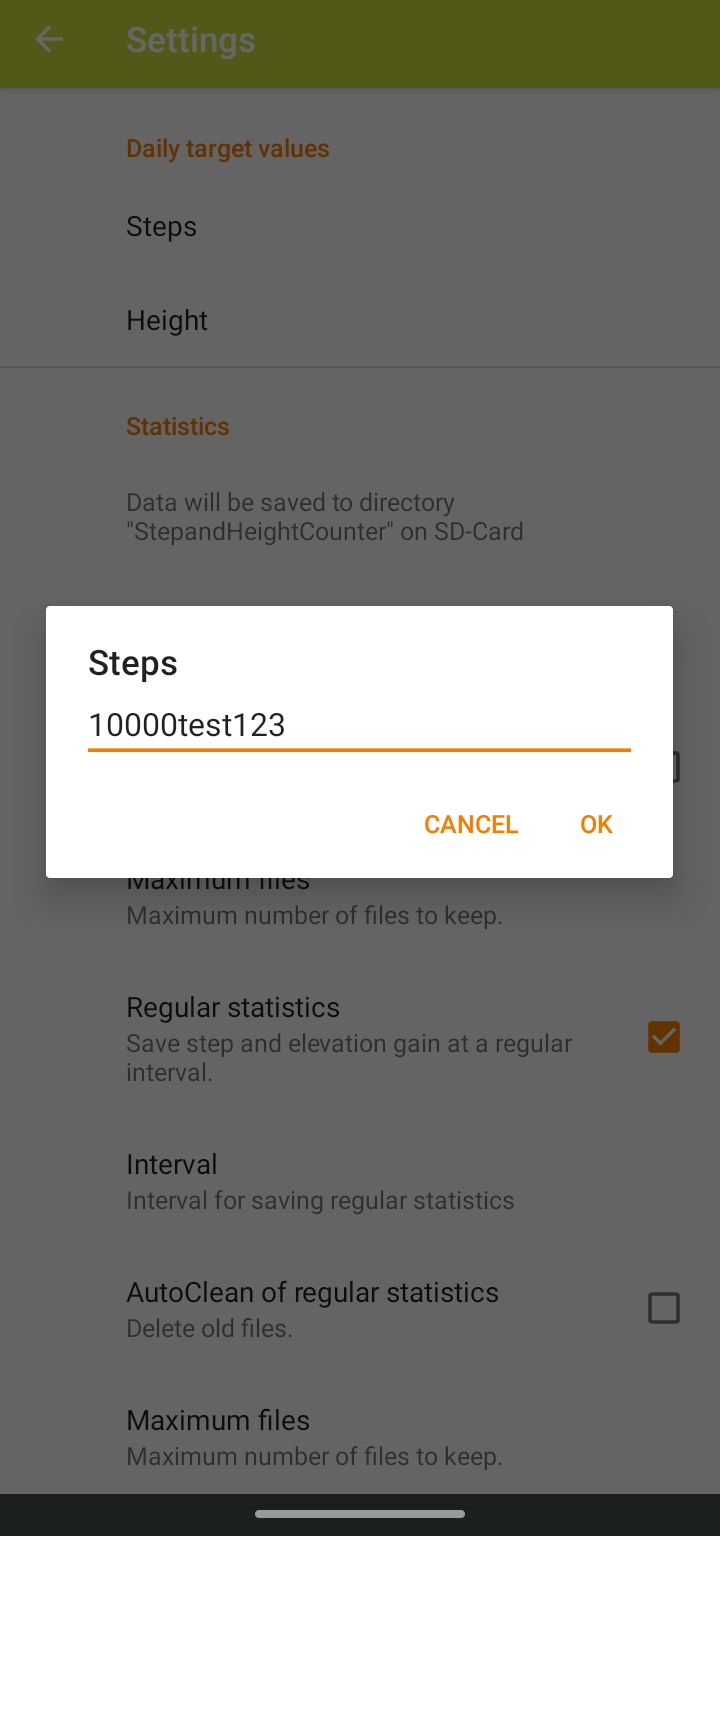 Settings
Daily target values
Steps
Height
Statistics
Data will be saved to directory
"StepandHeightCounter" on SD-Card
Steps
10000test123
CANCEL
OK
Maximum files
Maximum number of files to keep.
Regular statistics
Save step and elevation gain at a regular
interval.
Interval
Interval for saving regular statistics
AutoClean of regular statistics
Delete old files.
Maximum files
Maximum number of files to keep.